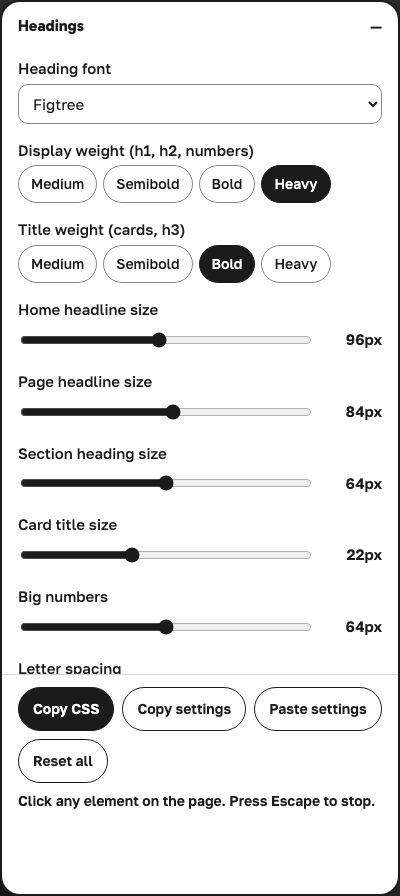 Headings
Heading font
Figtree
Display weight (h1, h2, numbers)
Medium Semibold Bold Heavy
Title weight (cards, h3)
Medium Semibold Bold Heavy
Home headline size
96px
Page headline size
84px
Section heading size
64px
Card title size
22px
Big numbers
64px
Letter spacing
Copy CSS Copy settings Paste settings
Reset all
Click any element on the page. Press Escape to stop.